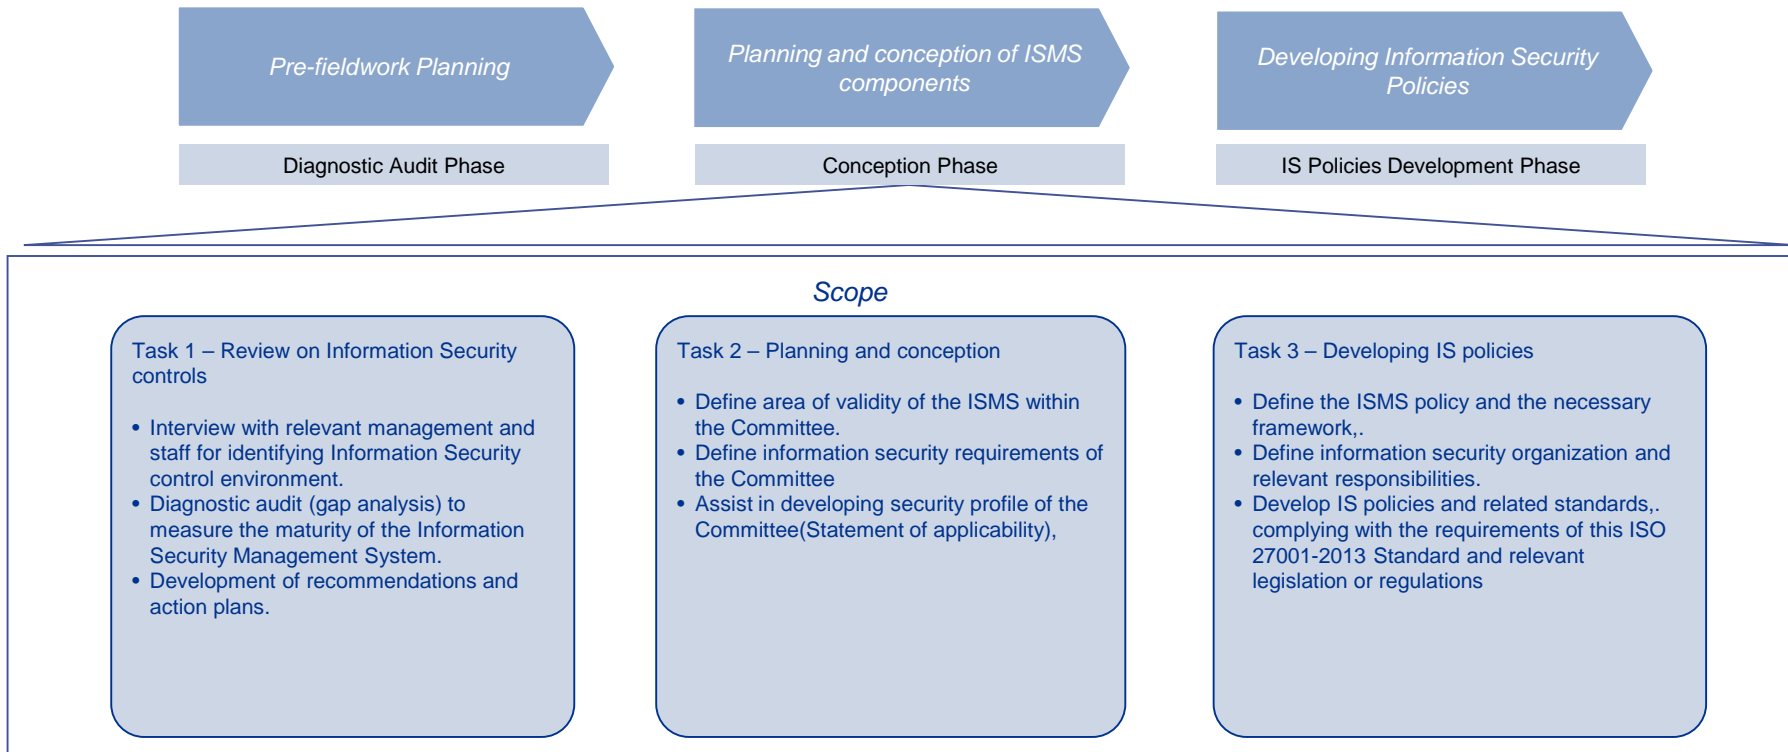 Pre-fieldwork Planning
Planning and conception of ISMS
components
Developing Information Security
Policies
Diagnostic Audit Phase
Conception Phase
IS Policies Development Phase
Scope
Task 1 – Review on Information Security
controls
• Interview with relevant management and
staff for identifying Information Security
control environment.
• Diagnostic audit (gap analysis) to
measure the maturity of the Information
Security Management System.
• Development of recommendations and
action plans.
Task 2 – Planning and conception
• Define area of validity of the ISMS within
the Committee.
• Define information security requirements of
the Committee
• Assist in developing security profile of the
Committee(Statement of applicability),
Task 3 – Developing IS policies
• Define the ISMS policy and the necessary
framework,.
• Define information security organization and
relevant responsibilities.
• Develop IS policies and related standards,.
complying with the requirements of this ISO
27001-2013 Standard and relevant
legislation or regulations